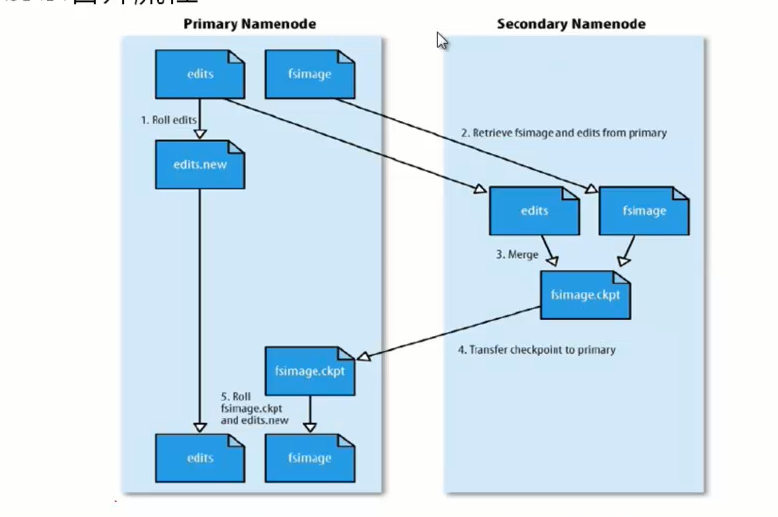 Primary Namenode
Secondary Namenode
edits
fsimage
1. Roll edits
2. Retrieve fsimage and edits from primary
edits.new
edits
fsimage
3. Merge
fsimage.ckpt
4. Transfer checkpoint to primary
fsimage.ckpt
5. Roll
fsimage.ckpt
and edits.new
edits
fsimage